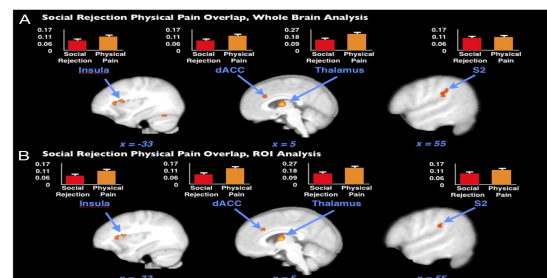 A Social Rejection Physical Pain Overlap, Whole Brain Analysis
0.17 0.17 0.27 0.17
0.11 0.11 0.18 0.11
0.06 0.06 0.09 0.06
0 0 0 0
Social Physical Social Physical Social Physical Social Physical
Rejection Pain Rejection Pain Rejection Pain Rejection Pain
Insula dACC Thalamus S2
x = -33 x = 5 x = 55
B Social Rejection Physical Pain Overlap, ROI Analysis
0.17 0.17 0.27 0.17
0.11 0.11 0.18 0.11
0.06 0.06 0.09 0.06
0 0 0 0
Social Physical Social Physical Social Physical Social Physical
Rejection Pain Rejection Pain Rejection Pain Rejection Pain
Insula dACC Thalamus S2
x = -33 x = 5 x = 55